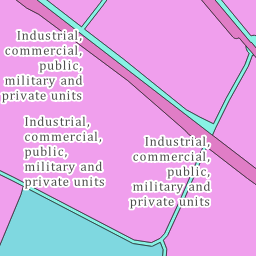 Industrial,
commercial,
public,
military and
private units
Industrial,
commercial,
public,
military and
private units
Industrial,
commercial,
public,
military and
private units